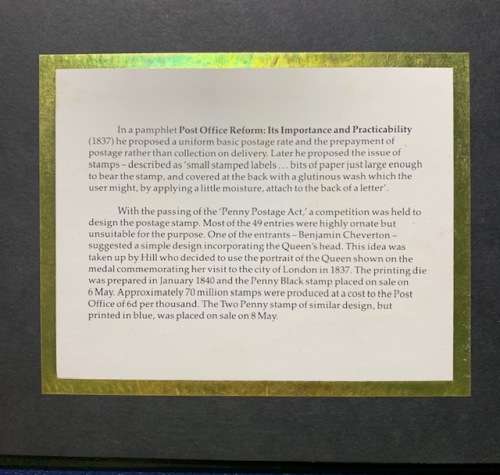 In a pamphlet Post Office Reform: Its Importance and Practicability
(1837) he proposed a uniform basic postage rate and the prepayment of
postage rather than collection on delivery. Later he proposed the issue of
stamps – described as 'small stamped labels ... bits of paper just large enough
to bear the stamp, and covered at the back with a glutinous wash which the
user might, by applying a little moisture, attach to the back of a letter'.
With the passing of the 'Penny Postage Act,' a competition was held to
design the postage stamp. Most of the 49 entries were highly ornate but
unsuitable for the purpose. One of the entrants – Benjamin Cheverton –
suggested a simple design incorporating the Queen's head. This idea was
taken up by Hill who decided to use the portrait of the Queen shown on the
medal commemorating her visit to the city of London in 1837. The printing die
was prepared in January 1840 and the Penny Black stamp placed on sale on
6 May. Approximately 70 million stamps were produced at a cost to the Post
Office of 6d per thousand. The Two Penny stamp of similar design, but
printed in blue, was placed on sale on 8 May.